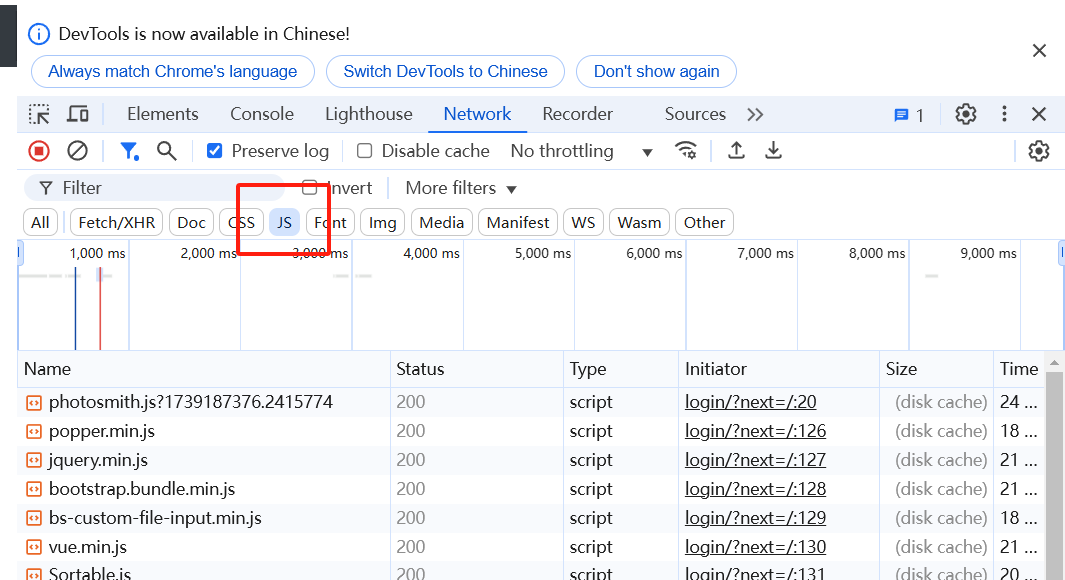 DevTools is now available in Chinese!
Always match Chrome's language Switch DevTools to Chinese Don't show again
Elements Console Lighthouse Network Recorder Sources 1
Preserve log Disable cache No throttling
Filter Invert More filters
All Fetch/XHR Doc CSS JS Font Img Media Manifest WS Wasm Other
1,000 ms 2,000 ms 3,000 ms 4,000 ms 5,000 ms 6,000 ms 7,000 ms 8,000 ms 9,000 ms
Name Status Type Initiator Size Time
photosmith.js?1739187376.2415774 200 script login/?next=/:20 (disk cache) 24 ...
popper.min.js 200 script login/?next=/:126 (disk cache) 18 ...
jquery.min.js 200 script login/?next=/:127 (disk cache) 21 ...
bootstrap.bundle.min.js 200 script login/?next=/:128 (disk cache) 21 ...
bs-custom-file-input.min.js 200 script login/?next=/:129 (disk cache) 18 ...
vue.min.js 200 script login/?next=/:130 (disk cache) 21 ...
Sortable.js 200 script login/?next=/:131 (disk cache) 20 ...